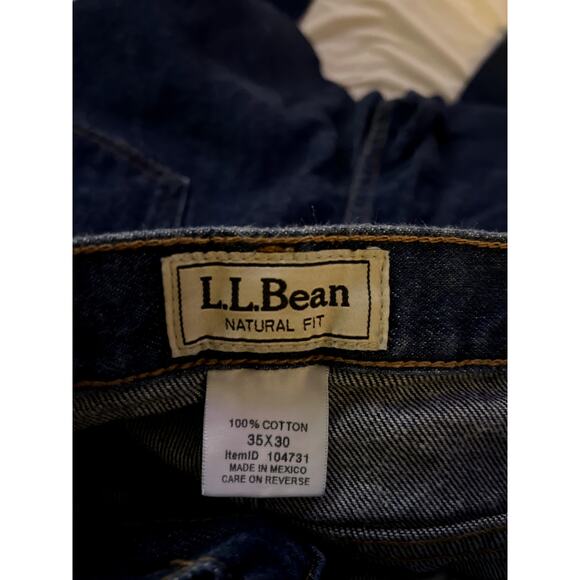 L.L.Bean
NATURAL FIT
100% COTTON
35X30
ItemID 104731
MADE IN MEXICO
CARE ON REVERSE